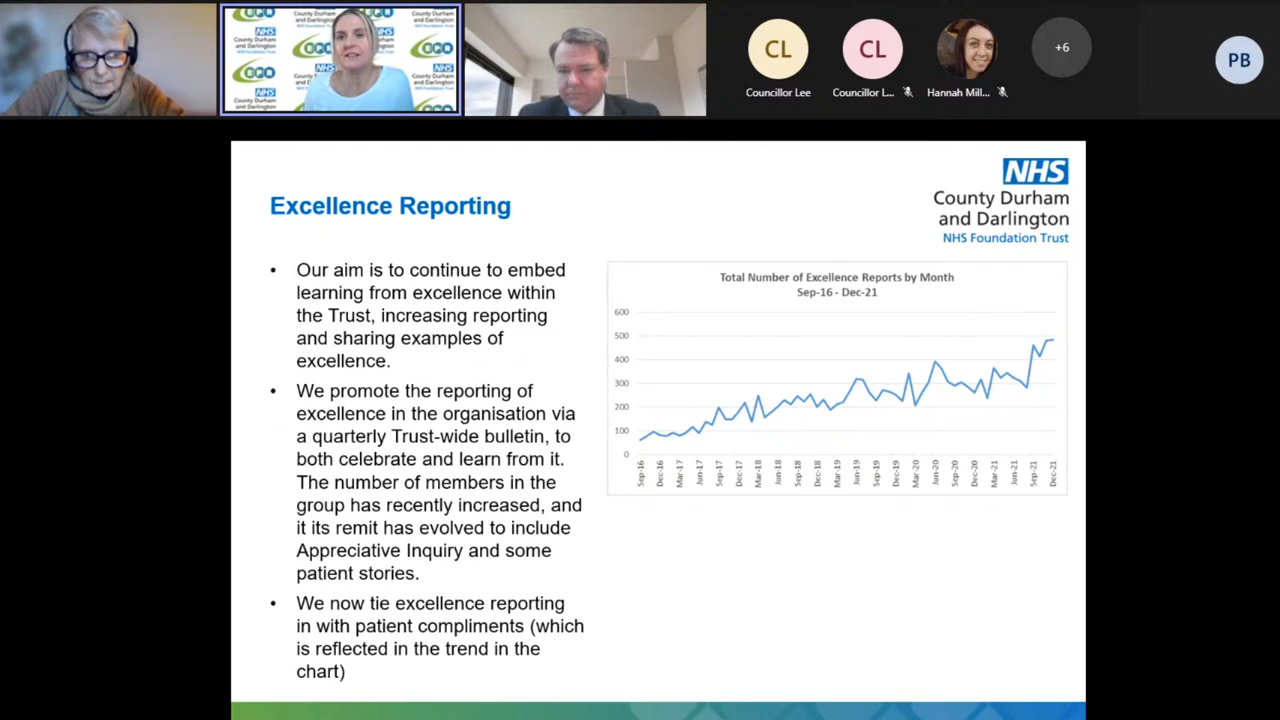 NHS
County Durham
and Darlington
NHS Foundation Trust
CL
CL
+6
PB
Councillor Lee
Councillor L...
Hannah Mill...
NHS
County Durham
and Darlington
NHS Foundation Trust
Excellence Reporting
• Our aim is to continue to embed
learning from excellence within
the Trust, increasing reporting
and sharing examples of
excellence.
• We promote the reporting of
excellence in the organisation via
a quarterly Trust-wide bulletin, to
both celebrate and learn from it.
The number of members in the
group has recently increased, and
it its remit has evolved to include
Appreciative Inquiry and some
patient stories.
• We now tie excellence reporting
in with patient compliments (which
is reflected in the trend in the
chart)
Total Number of Excellence Reports by Month
Sep-16 - Dec-21
600
500
400
300
200
100
0
Sep-16
Dec-16
Mar-17
Jun-17
Sep-17
Dec-17
Mar-18
Jun-18
Sep-18
Dec-18
Mar-19
Jun-19
Sep-19
Dec-19
Mar-20
Jun-20
Sep-20
Dec-20
Mar-21
Jun-21
Sep-21
Dec-21